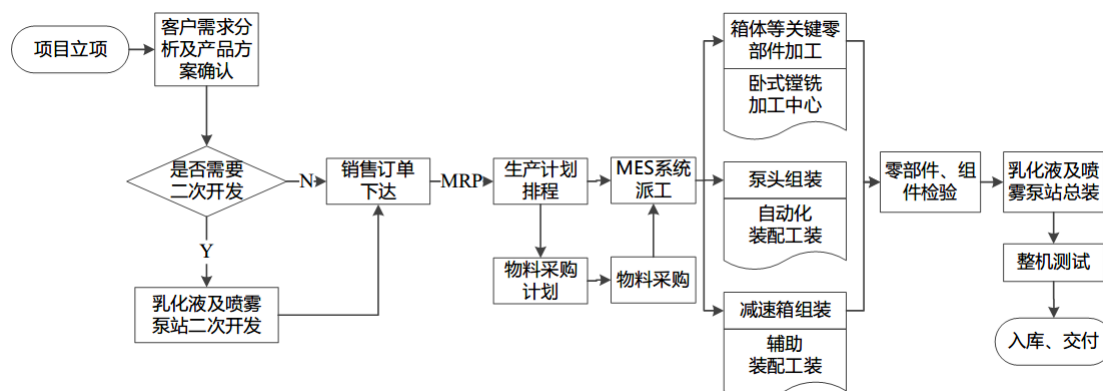 项目立项
客户需求分
析及产品方
案确认
是否需要
二次开发
N
Y
乳化液及喷雾
泵站二次开发
销售订单
下达
MRP
生产计划
排程
物料采购
计划
物料采购
MES系统
派工
箱体等关键零
部件加工
卧式镗铣
加工中心
泵头组装
自动化
装配工装
减速箱组装
辅助
装配工装
零部件、组
件检验
乳化液及喷
雾泵站总装
整机测试
入库、交付